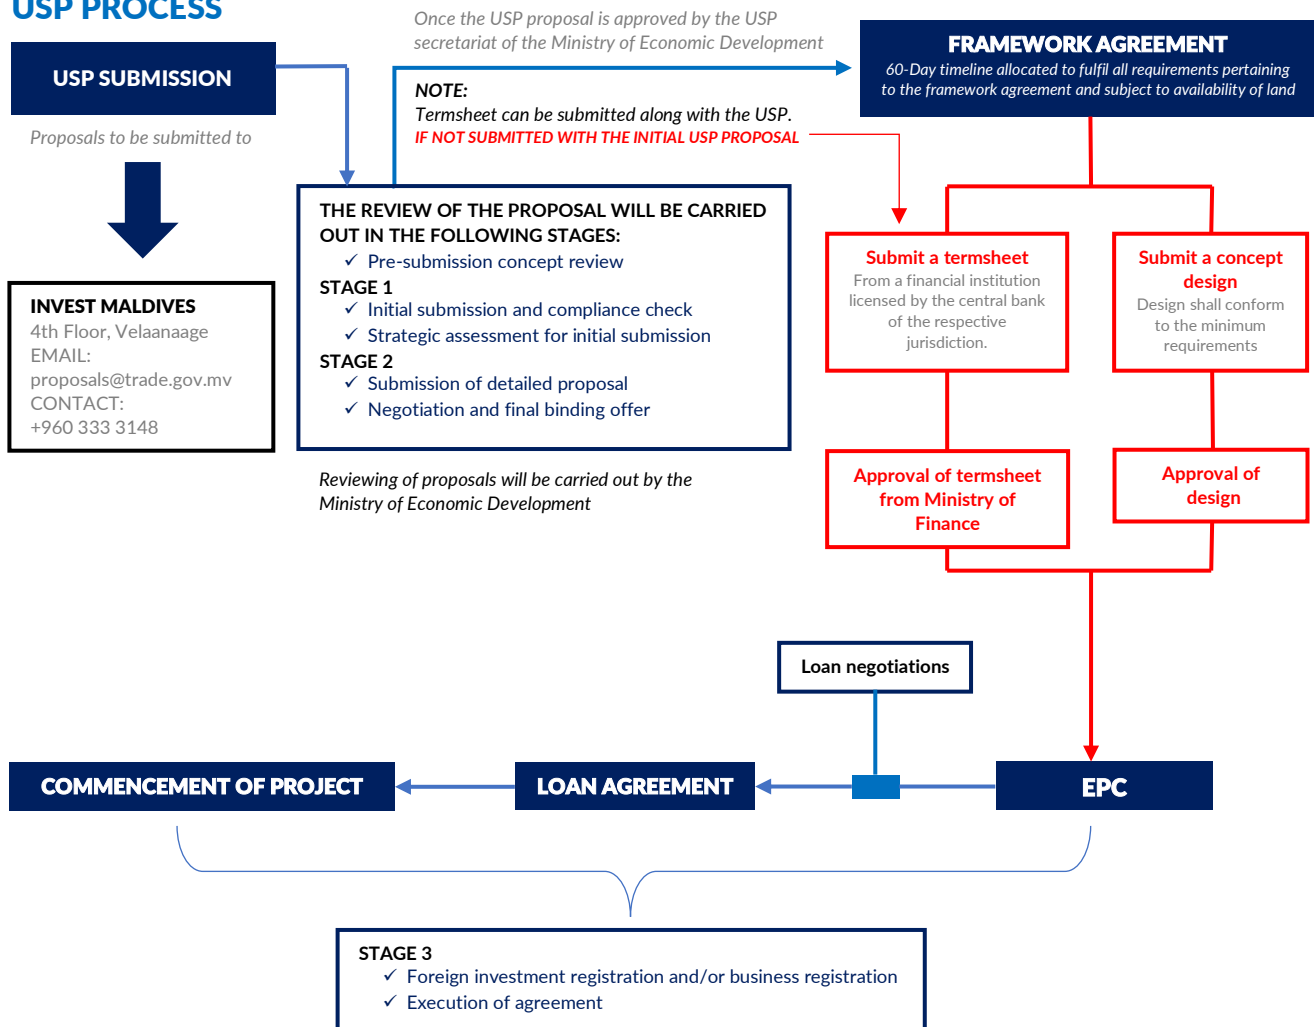 USP PROCESS
USP SUBMISSION
Proposals to be submitted to
INVEST MALDIVES
4th Floor, Velaanaage
EMAIL:
proposals@trade.gov.mv
CONTACT:
+960 333 3148
Once the USP proposal is approved by the USP
secretariat of the Ministry of Economic Development
NOTE:
Termsheet can be submitted along with the USP.
IF NOT SUBMITTED WITH THE INITIAL USP PROPOSAL
THE REVIEW OF THE PROPOSAL WILL BE CARRIED
OUT IN THE FOLLOWING STAGES:
✓ Pre-submission concept review
STAGE 1
✓ Initial submission and compliance check
✓ Strategic assessment for initial submission
STAGE 2
✓ Submission of detailed proposal
✓ Negotiation and final binding offer
Reviewing of proposals will be carried out by the
Ministry of Economic Development
FRAMEWORK AGREEMENT
60-Day timeline allocated to fulfil all requirements pertaining
to the framework agreement and subject to availability of land
Submit a termsheet
From a financial institution
licensed by the central bank
of the respective
jurisdiction.
Submit a concept
design
Design shall conform
to the minimum
requirements
Approval of termsheet
from Ministry of
Finance
Approval of
design
Loan negotiations
COMMENCEMENT OF PROJECT
LOAN AGREEMENT
EPC
STAGE 3
✓ Foreign investment registration and/or business registration
✓ Execution of agreement